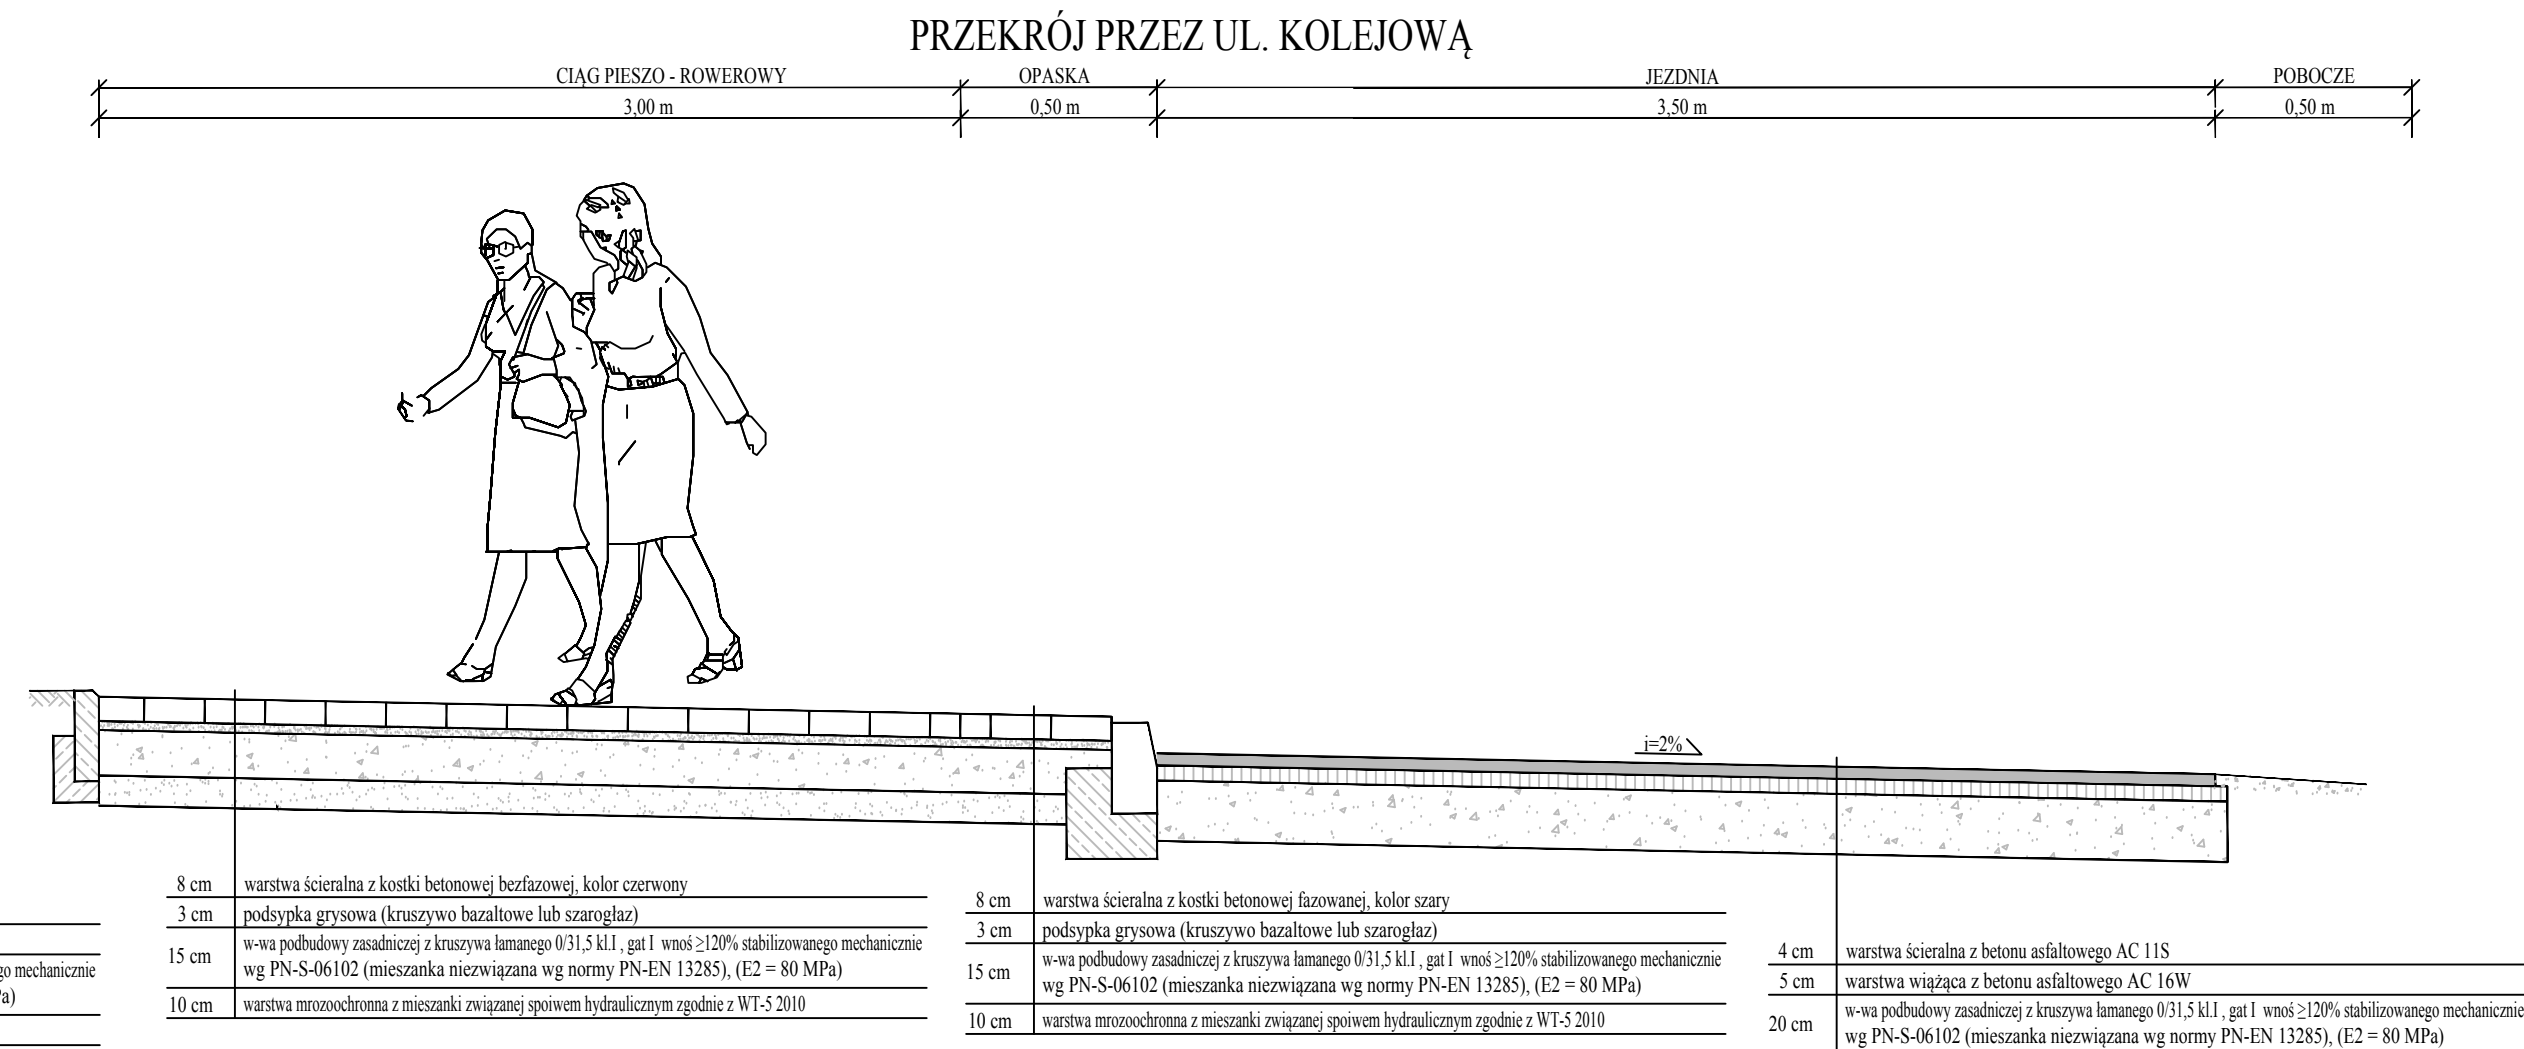 PRZEKRÓJ PRZEZ UL. KOLEJOWĄ
CIĄG PIESZO - ROWEROWY
OPASKA
JEZDNIA
POBOCZE
3,00 m
0,50 m
3,50 m
0,50 m
i=2%
go mechanicznie
Pa)
8 cm warstwa ścieralna z kostki betonowej bezfazowej, kolor czerwony
3 cm podsypka grysowa (kruszywo bazaltowe lub szarogłaz)
15 cm w-wa podbudowy zasadniczej z kruszywa łamanego 0/31,5 kl.I , gat I wnoś ≥120% stabilizowanego mechanicznie
wg PN-S-06102 (mieszanka niezwiązana wg normy PN-EN 13285), (E2 = 80 MPa)
10 cm warstwa mrozoochronna z mieszanki związanej spoiwem hydraulicznym zgodnie z WT-5 2010
8 cm warstwa ścieralna z kostki betonowej fazowanej, kolor szary
3 cm podsypka grysowa (kruszywo bazaltowe lub szarogłaz)
15 cm w-wa podbudowy zasadniczej z kruszywa łamanego 0/31,5 kl.I , gat I wnoś ≥120% stabilizowanego mechanicznie
wg PN-S-06102 (mieszanka niezwiązana wg normy PN-EN 13285), (E2 = 80 MPa)
10 cm warstwa mrozoochronna z mieszanki związanej spoiwem hydraulicznym zgodnie z WT-5 2010
4 cm warstwa ścieralna z betonu asfaltowego AC 11S
5 cm warstwa wiążąca z betonu asfaltowego AC 16W
20 cm w-wa podbudowy zasadniczej z kruszywa łamanego 0/31,5 kl.I , gat I wnoś ≥120% stabilizowanego mechanicznie
wg PN-S-06102 (mieszanka niezwiązana wg normy PN-EN 13285), (E2 = 80 MPa)